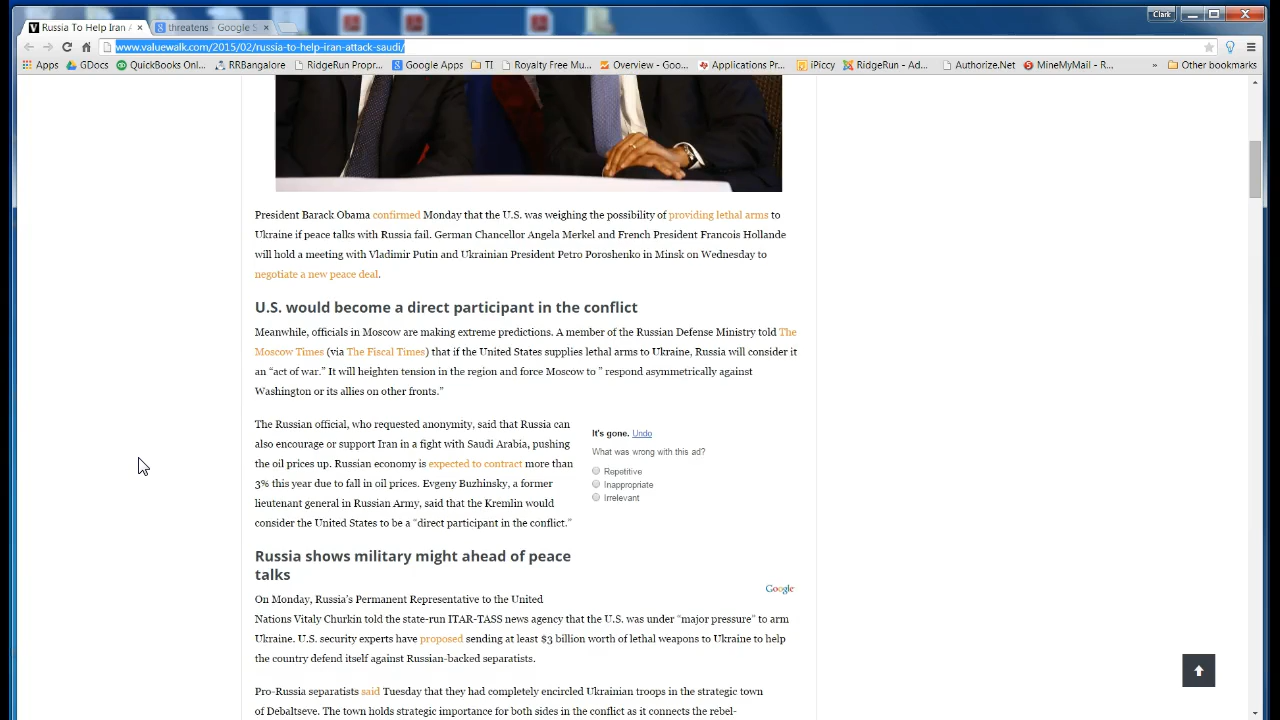 Russia To Help Iran A
threatens - Google S
Clark
www.valuewalk.com/2015/02/russia-to-help-iran-attack-saudi/
Apps GDocs QuickBooks Onl... RRBangalore RidgeRun Propr... Google Apps TI Royalty Free Mu... Overview - Goo... Applications Pr... iPiccy RidgeRun - Ad... Authorize.Net MineMyMail - R... » Other bookmarks
President Barack Obama confirmed Monday that the U.S. was weighing the possibility of providing lethal arms to
Ukraine if peace talks with Russia fail. German Chancellor Angela Merkel and French President Francois Hollande
will hold a meeting with Vladimir Putin and Ukrainian President Petro Poroshenko in Minsk on Wednesday to
negotiate a new peace deal.
U.S. would become a direct participant in the conflict
Meanwhile, officials in Moscow are making extreme predictions. A member of the Russian Defense Ministry told The
Moscow Times (via The Fiscal Times) that if the United States supplies lethal arms to Ukraine, Russia will consider it
an “act of war.” It will heighten tension in the region and force Moscow to ” respond asymmetrically against
Washington or its allies on other fronts.”
The Russian official, who requested anonymity, said that Russia can
also encourage or support Iran in a fight with Saudi Arabia, pushing
the oil prices up. Russian economy is expected to contract more than
3% this year due to fall in oil prices. Evgeny Buzhinsky, a former
lieutenant general in Russian Army, said that the Kremlin would
consider the United States to be a “direct participant in the conflict.”
It's gone. Undo
What was wrong with this ad?
Repetitive
Inappropriate
Irrelevant
Google
Russia shows military might ahead of peace
talks
On Monday, Russia’s Permanent Representative to the United
Nations Vitaly Churkin told the state-run ITAR-TASS news agency that the U.S. was under “major pressure” to arm
Ukraine. U.S. security experts have proposed sending at least $3 billion worth of lethal weapons to Ukraine to help
the country defend itself against Russian-backed separatists.
Pro-Russia separatists said Tuesday that they had completely encircled Ukrainian troops in the strategic town
of Debaltseve. The town holds strategic importance for both sides in the conflict as it connects the rebel-